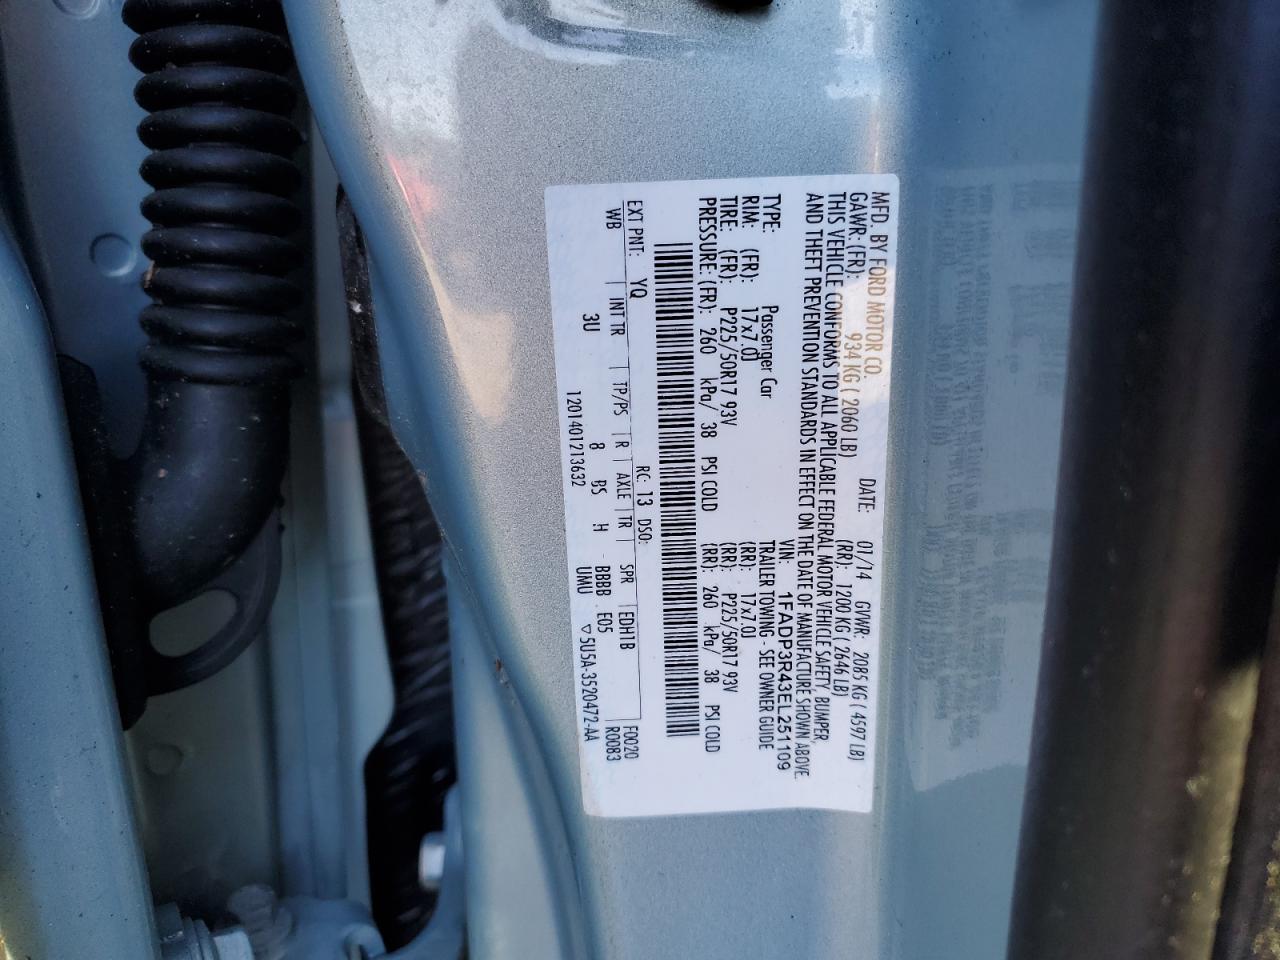 MFD. BY FORD MOTOR CO.
DATE: 01/14 GVWR: 2085 KG ( 4597 LB)
GAWR: (FR): 934 KG ( 2060 LB) (RR): 1200 KG ( 2646 LB)
THIS VEHICLE CONFORMS TO ALL APPLICABLE FEDERAL MOTOR VEHICLE SAFETY, BUMPER,
AND THEFT PREVENTION STANDARDS IN EFFECT ON THE DATE OF MANUFACTURE SHOWN ABOVE.
VIN: 1FADP3R43EL251109
TYPE: Passenger Car TRAILER TOWING - SEE OWNER GUIDE
RIM: (FR): 17x7.0J (RR): 17x7.0J
TIRE: (FR): P225/50R17 93V (RR): P225/50R17 93V
PRESSURE: (FR): 260 kPa/ 38 PSI COLD (RR): 260 kPa/ 38 PSI COLD
EXT PNT: YQ RC: 13 DSO: F0020
WB INT TR TP/PS R AXLE TR SPR EDH1B R0083
3U 8 BS H BBBB E05
1201401213632 UMU ▽5U5A-3520472-AA